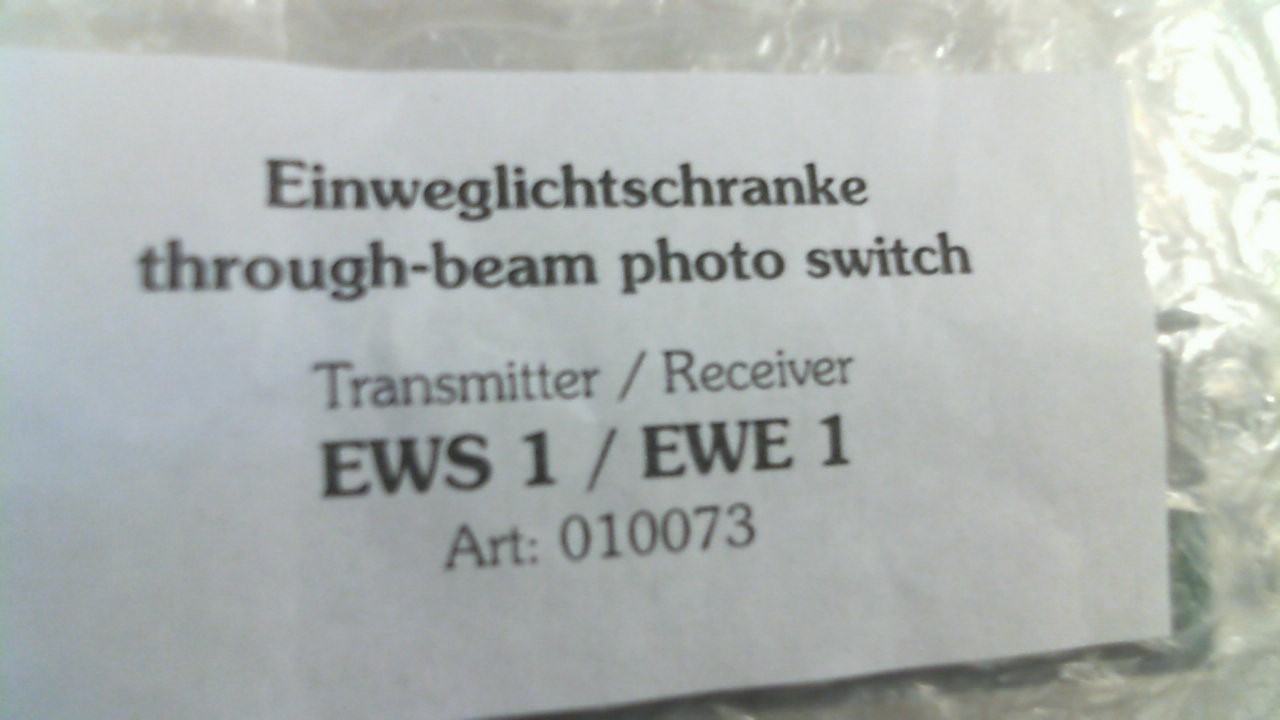 Einweglichtschranke
through-beam photo switch
Transmitter / Receiver
EWS 1 / EWE 1
Art: 010073